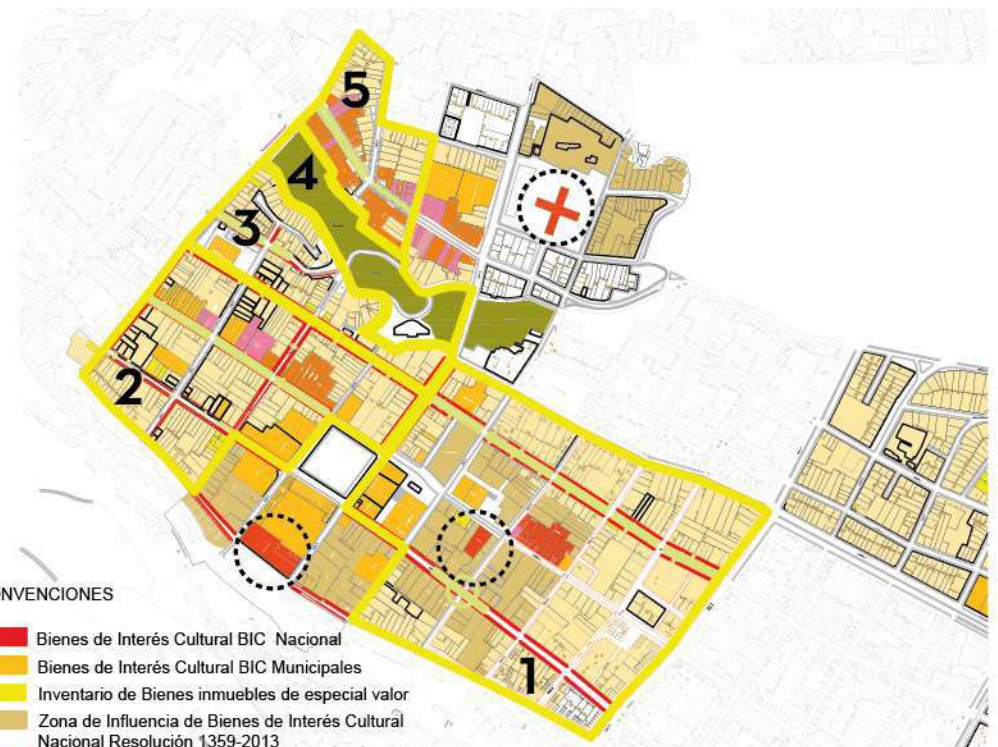 5
4
3
2
1
ONVENCIONES
Bienes de Interés Cultural BIC Nacional
Bienes de Interés Cultural BIC Municipales
Inventario de Bienes inmuebles de especial valor
Zona de Influencia de Bienes de Interés Cultural
Nacional Resolución 1359-2013